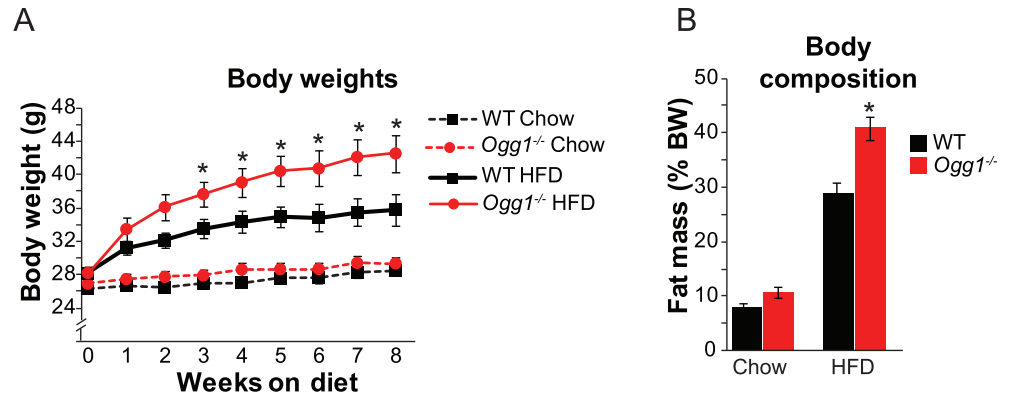 A
Body weights
Body weight (g)
48
44
40
36
32
28
24
* * * * * *
0 1 2 3 4 5 6 7 8
Weeks on diet
WT Chow
Ogg1-/- Chow
WT HFD
Ogg1-/- HFD
B
Body
composition
Fat mass (% BW)
50
40
30
20
10
0
*
Chow HFD
WT
Ogg1-/-